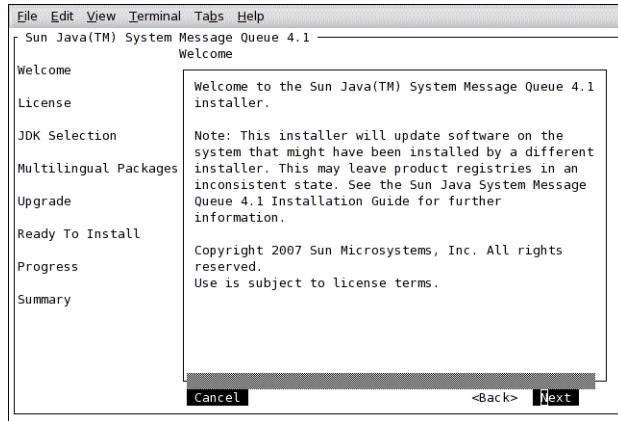 File Edit View Terminal Tabs Help
Sun Java(TM) System Message Queue 4.1
Welcome
Welcome
License
JDK Selection
Multilingual Packages
Upgrade
Ready To Install
Progress
Summary
Welcome to the Sun Java(TM) System Message Queue 4.1
installer.
Note: This installer will update software on the
system that might have been installed by a different
installer. This may leave product registries in an
inconsistent state. See the Sun Java System Message
Queue 4.1 Installation Guide for further
information.
Copyright 2007 Sun Microsystems, Inc. All rights
reserved.
Use is subject to license terms.
Cancel <Back> Next